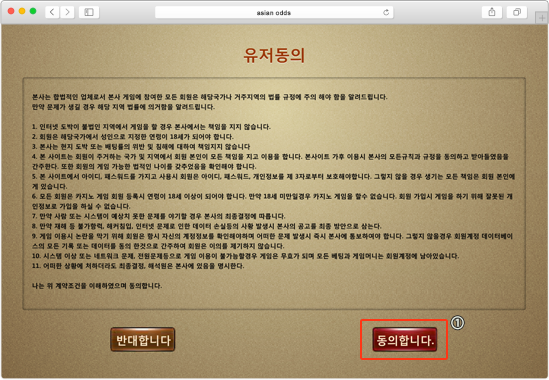 asian odds
유저동의
본사는 합법적인 업체로서 본사 게임에 참여한 모든 회원은 해당국가나 거주지역의 법률 규정에 주의 해야 함을 알려드립니다.
만약 문제가 생길 경우 해당 지역 법률에 의거함을 알려드립니다.
1. 인터넷 도박이 불법인 지역에서 게임을 할 경우 본사에서는 책임을 지지 않습니다.
2. 회원은 해당국가에서 성인으로 지정한 연령이 18세가 되어야 합니다.
3. 본사는 현지 도박 또는 배팅률의 위반 및 침해에 대하여 책임지지 않습니다
4. 본 사이트는 회원이 주거하는 국가 및 지역에서 회원 본인이 모든 책임을 지고 이용을 합니다. 본사이트 가후 이용시 본사의 모든규칙과 규정을 동의하고 받아들였음을
간주한다. 또한 회원의 게임 가능한 법적인 나이를 갖추었음을 확인해야 합니다.
5. 본 사이트에서 아이디, 패스워드를 가지고 사용시 회원은 아이디, 패스워드, 개인정보를 제 3자로부터 보호해야합니다. 그렇지 않을 경우 생기는 모든 책임은 회원 본인에
게 있습니다.
6. 모든 회원은 카지노 게임 회원 등록시 연령이 18세 이상이 되어야 합니다. 만약 18세 미만일경우 카지노 게임을 할수 없습니다. 회원 가입시 게임을 하기 위해 잘못된 개
인정보로 가입을 하실 수 없습니다.
7. 만약 사람 또는 시스템이 예상치 못한 문제를 야기할 경우 본사의 최종결정에 따릅니다.
8. 만약 재해 등 불가항력, 해커침입, 인터넷 문제로 인한 데이터 손실등의 사항 발생시 본사의 공고를 최종 방안으로 삼는다.
9. 게임 이용시 논란을 막기 위해 회원은 항시 자신의 계정정보를 확인해야하며 어떠한 문제 발생시 즉시 본사에 통보하여야 합니다. 그렇지 않을경우 회원계정 데이터베이
스의 모든 기록 또는 데이터를 동의 한것으로 간주하여 회원은 이의를 제기하지 않습니다.
10. 시스템 이상 또는 네트워크 문제, 전원문제등으로 게임 이용이 불가능할경우 게임은 무효가 되며 모든 베팅과 게임머니는 회원계정에 남아있습니다.
11. 어떠한 상황에 처하더라도 최종결정, 해석원은 본사에 있음을 명시한다.
나는 위 계약조건을 이해하였으며 동의합니다.
①
반대합니다
동의합니다.